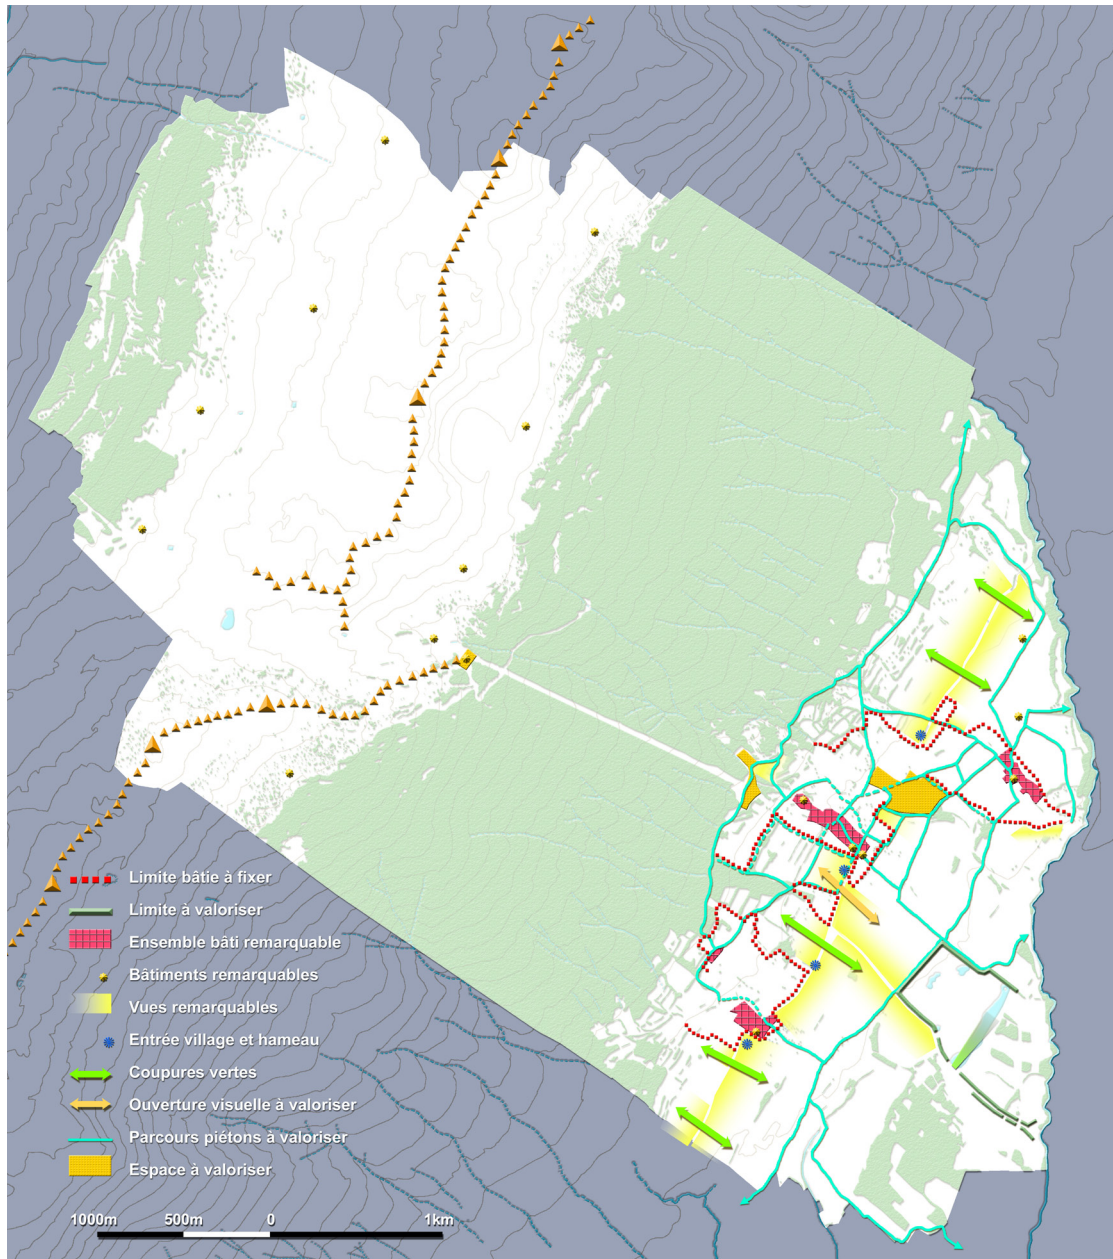 Limite bâtie à fixer
Limite à valoriser
Ensemble bâti remarquable
Bâtiments remarquables
Vues remarquables
Entrée village et hameau
Coupures vertes
Ouverture visuelle à valoriser
Parcours piétons à valoriser
Espace à valoriser
1000m 500m 0 1km